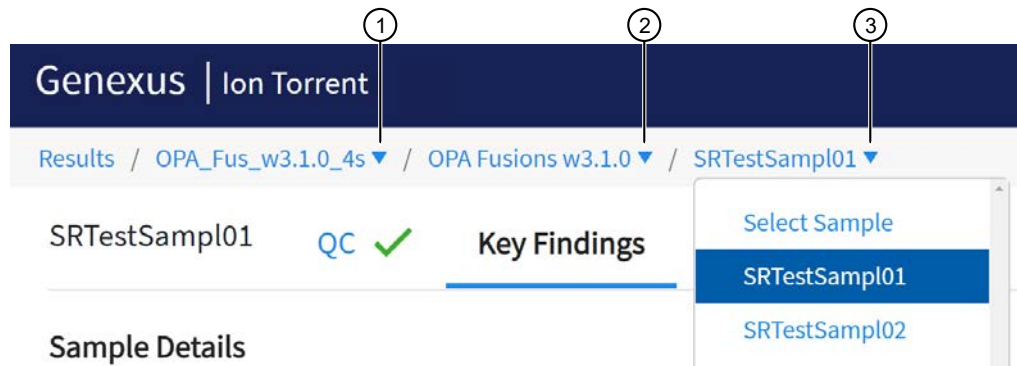 1 2 3
Genexus | Ion Torrent
Results / OPA_Fus_w3.1.0_4s ▼ / OPA Fusions w3.1.0 ▼ / SRTestSampl01 ▼
SRTestSampl01 QC Key Findings
Select Sample
SRTestSampl01
SRTestSampl02
Sample Details